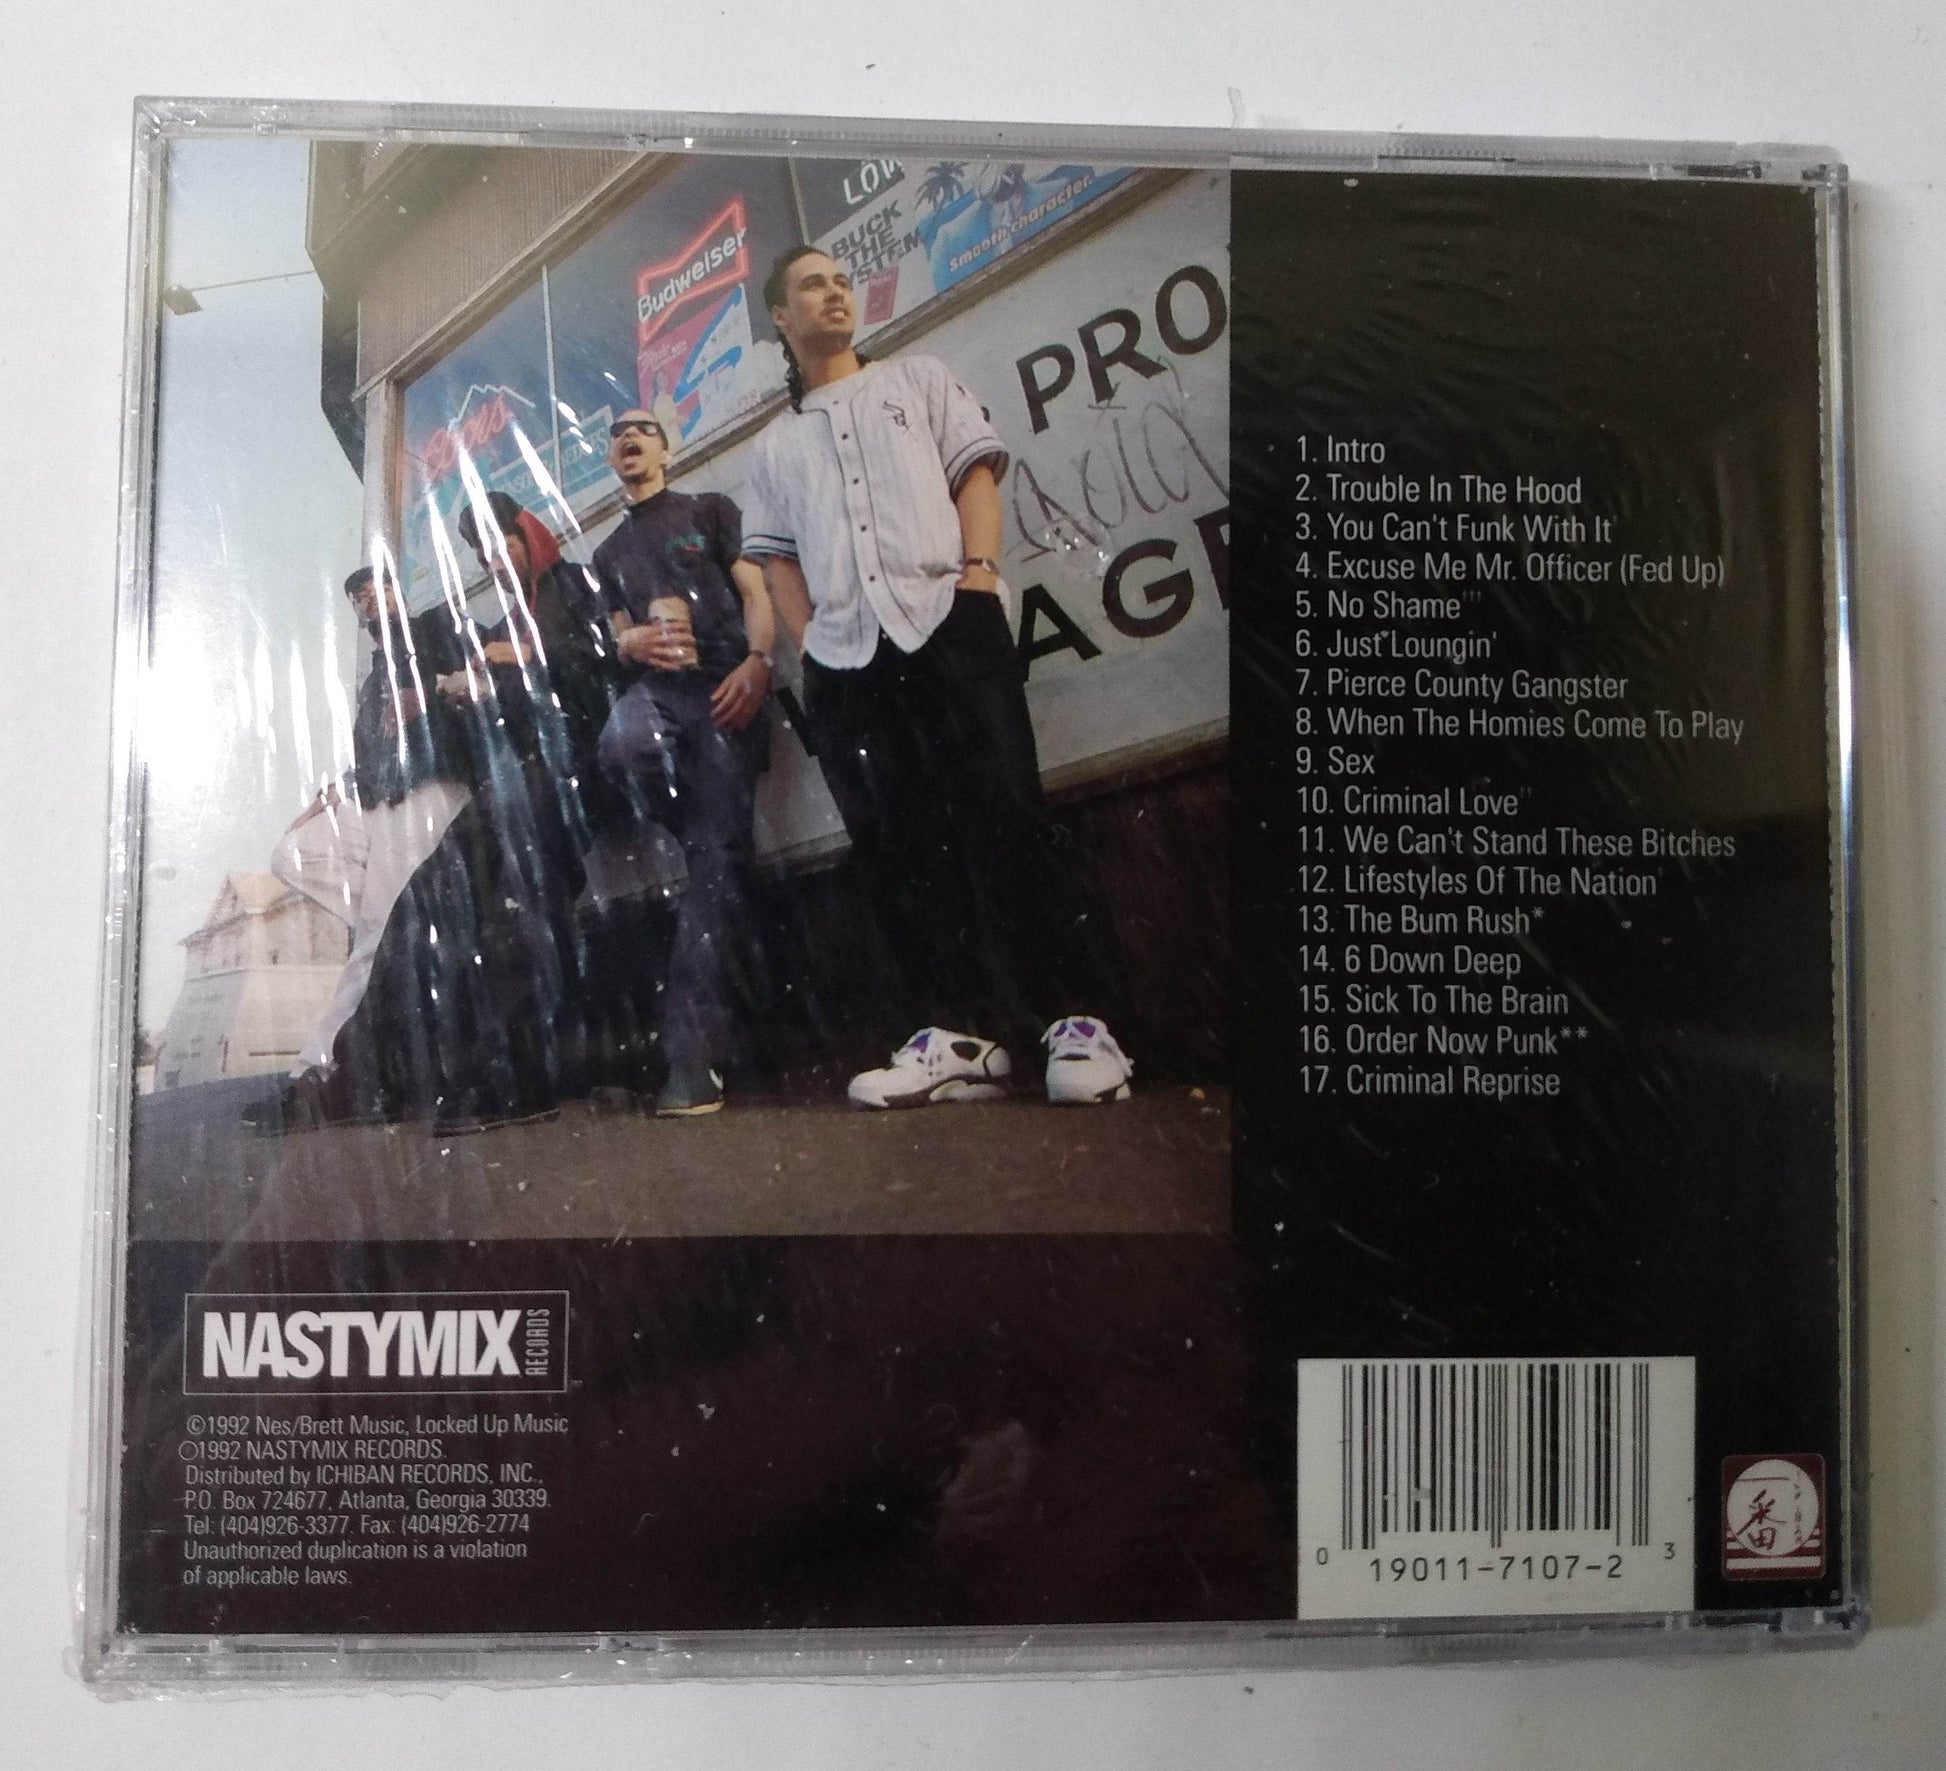 LOW
BUCK
THE
SYSTEM
smooth character.
Budweiser
Coors
PRO
AGE
1. Intro
2. Trouble In The Hood
3. You Can't Funk With It'
4. Excuse Me Mr. Officer (Fed Up)
5. No Shame'''
6. Just Loungin'
7. Pierce County Gangster
8. When The Homies Come To Play
9. Sex
10. Criminal Love''
11. We Can't Stand These Bitches
12. Lifestyles Of The Nation'
13. The Bum Rush*
14. 6 Down Deep
15. Sick To The Brain
16. Order Now Punk**
17. Criminal Reprise
NASTYMIX RECORDS
©1992 Nes/Brett Music, Locked Up Music
1992 NASTYMIX RECORDS.
Distributed by ICHIBAN RECORDS, INC.,
P.O. Box 724677, Atlanta, Georgia 30339.
Tel: (404)926-3377. Fax: (404)926-2774
Unauthorized duplication is a violation
of applicable laws.
0 19011-7107-2 3
一番